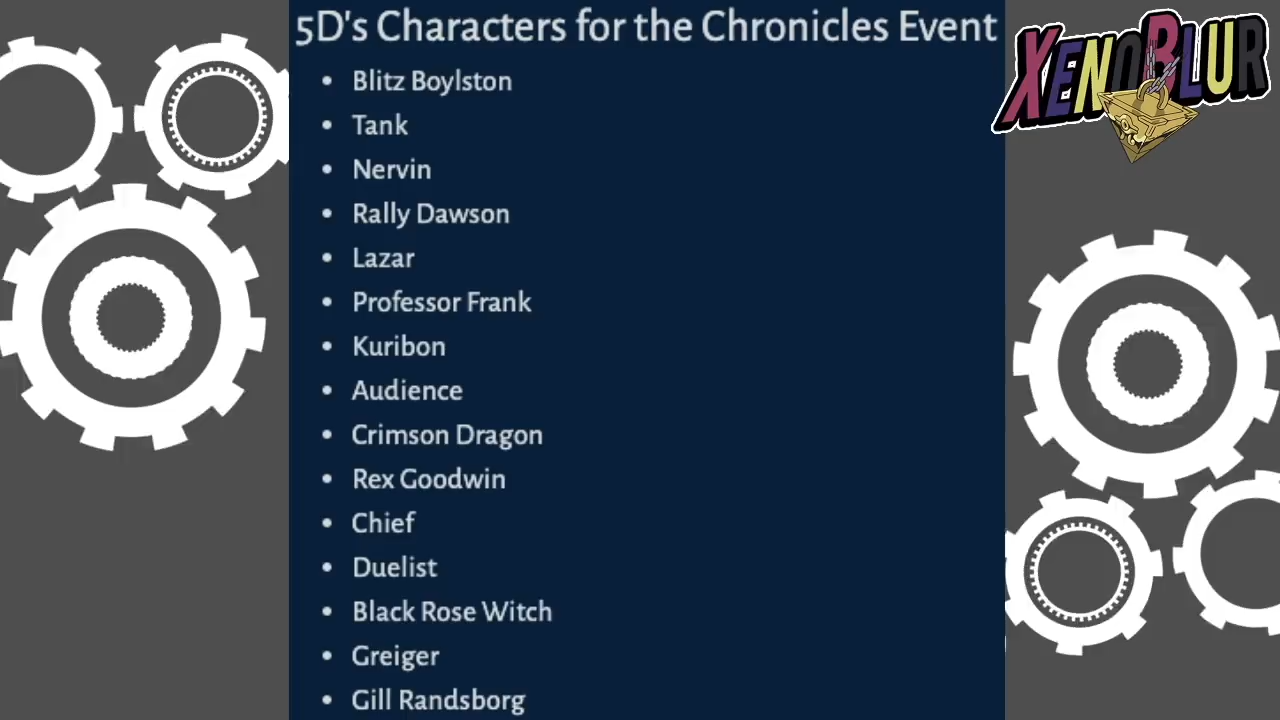 5D's Characters for the Chronicles Event
XENOBLUR
• Blitz Boylston
• Tank
• Nervin
• Rally Dawson
• Lazar
• Professor Frank
• Kuribon
• Audience
• Crimson Dragon
• Rex Goodwin
• Chief
• Duelist
• Black Rose Witch
• Greiger
• Gill Randsborg